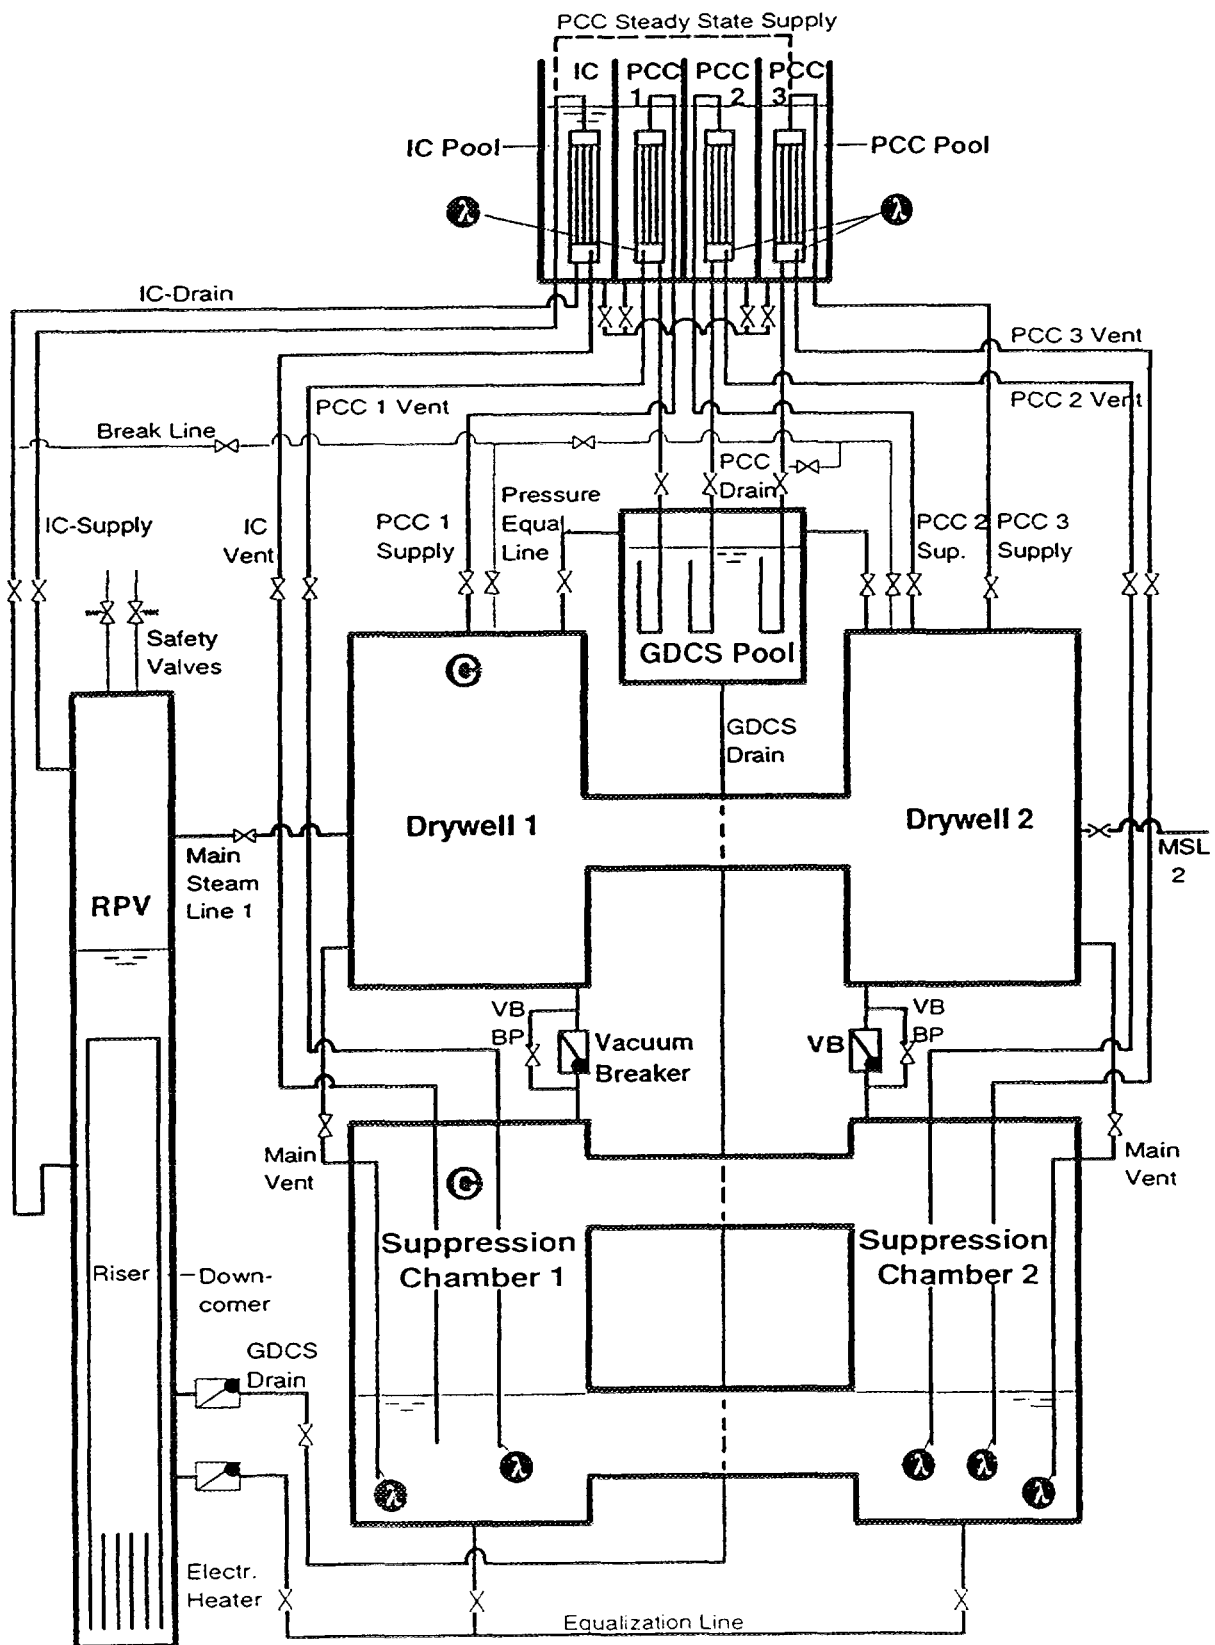 PCC Steady State Supply
IC
PCC
1
PCC
2
PCC
3
IC Pool
PCC Pool
λ
λ
IC-Drain
PCC 3 Vent
PCC 1 Vent
PCC 2 Vent
Break Line
PCC
Drain
Pressure
Equal
Line
IC-Supply
IC
Vent
PCC 1
Supply
PCC 2
Sup.
PCC 3
Supply
Safety
Valves
GDCS Pool
C
GDCS
Drain
Drywell 1
Drywell 2
Main
Steam
Line 1
MSL
2
RPV
VB
BP
Vacuum
Breaker
VB
VB
BP
Main
Vent
Main
Vent
C
Suppression
Chamber 1
Suppression
Chamber 2
Riser
Down-
comer
GDCS
Drain
λ
λ
λ
λ
λ
Electr.
Heater
Equalization Line